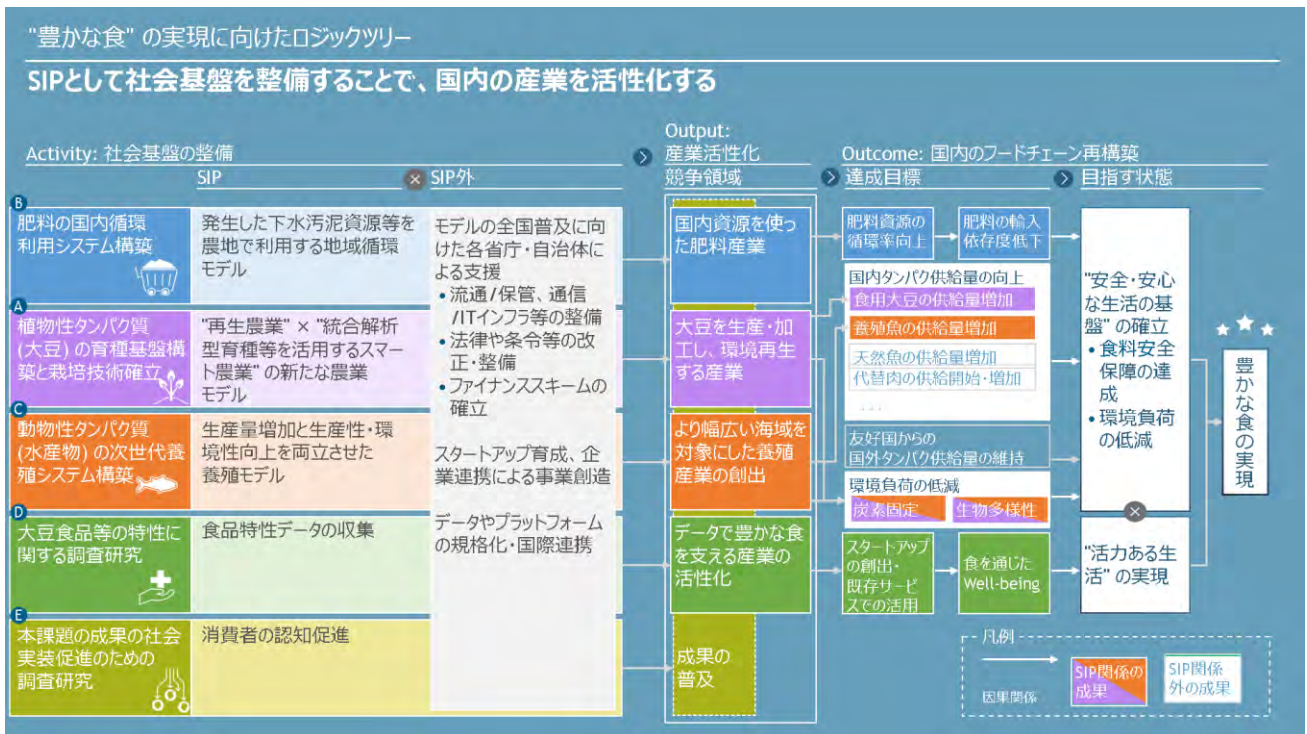 "豊かな食" の実現に向けたロジックツリー
SIPとして社会基盤を整備することで、国内の産業を活性化する
Activity: 社会基盤の整備
SIP
×
SIP外
Output:
産業活性化
競争領域
Outcome: 国内のフードチェーン再構築
達成目標
目指す状態
B
肥料の国内循環
利用システム構築
発生した下水汚泥資源等を
農地で利用する地域循環
モデル
A
植物性タンパク質
(大豆) の育種基盤構
築と栽培技術確立
"再生農業" × "統合解析
型育種等を活用するスマー
ト農業" の新たな農業
モデル
C
動物性タンパク質
(水産物) の次世代養
殖システム構築
生産量増加と生産性・環
境性向上を両立させた
養殖モデル
D
大豆食品等の特性に
関する調査研究
食品特性データの収集
E
本課題の成果の社会
実装促進のための
調査研究
消費者の認知促進
モデルの全国普及に向
けた各省庁・自治体に
よる支援
•流通/保管、通信
/ITインフラ等の整備
•法律や条令等の改
正・整備
•ファイナンススキームの
確立
スタートアップ育成、企
業連携による事業創造
データやプラットフォーム
の規格化・国際連携
国内資源を使っ
た肥料産業
大豆を生産・加
工し、環境再生
する産業
より幅広い海域を
対象にした養殖
産業の創出
データで豊かな食
を支える産業の
活性化
成果の
普及
肥料資源の
循環率向上
肥料の輸入
依存度低下
国内タンパク供給量の向上
食用大豆の供給量増加
養殖魚の供給量増加
天然魚の供給量増加
代替肉の供給開始・増加
...
友好国からの
国外タンパク供給量の維持
環境負荷の低減
炭素固定
生物多様性
スタートアップ
の創出・
既存サービ
スでの活用
食を通じた
Well-being
"安全・安心
な生活の基
盤" の確立
•食料安全
保障の達
成
•環境負荷
の低減
×
"活力ある生
活" の実現
豊かな食の実現
凡例
因果関係
SIP関係の
成果
SIP関係
外の成果